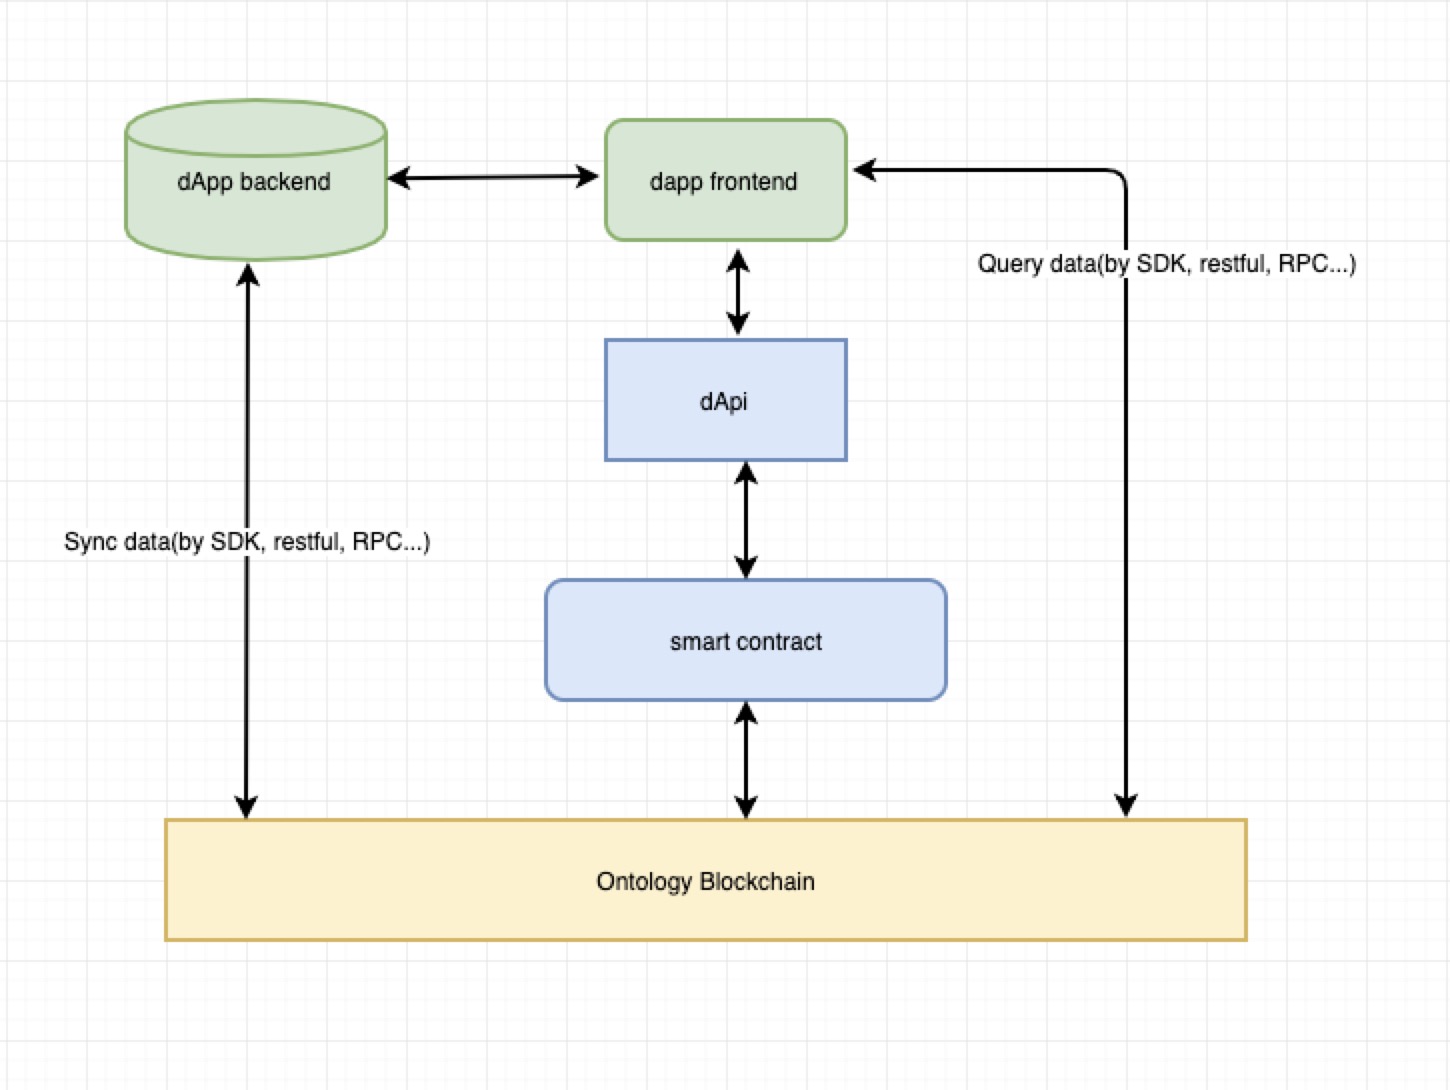 dApp backend
dapp frontend
Query data(by SDK, restful, RPC...)
dApi
Sync data(by SDK, restful, RPC...)
smart contract
Ontology Blockchain